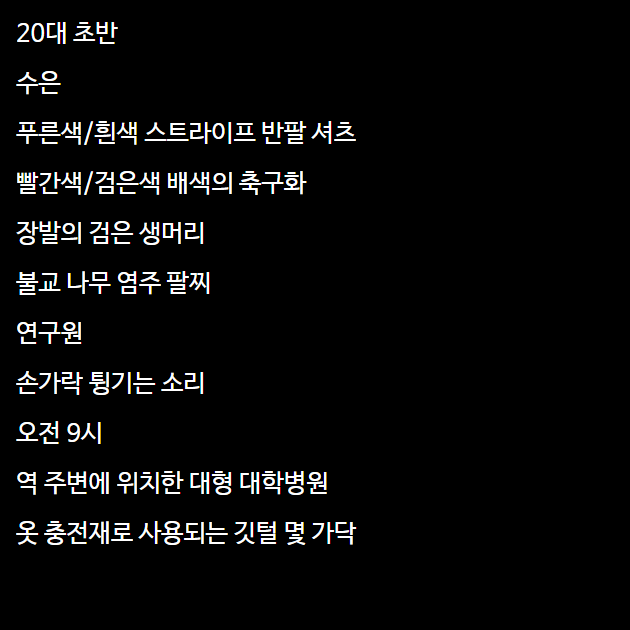 20대 초반
수은
푸른색/흰색 스트라이프 반팔 셔츠
빨간색/검은색 배색의 축구화
장발의 검은 생머리
불교 나무 염주 팔찌
연구원
손가락 튕기는 소리
오전 9시
역 주변에 위치한 대형 대학병원
옷 충전재로 사용되는 깃털 몇 가닥